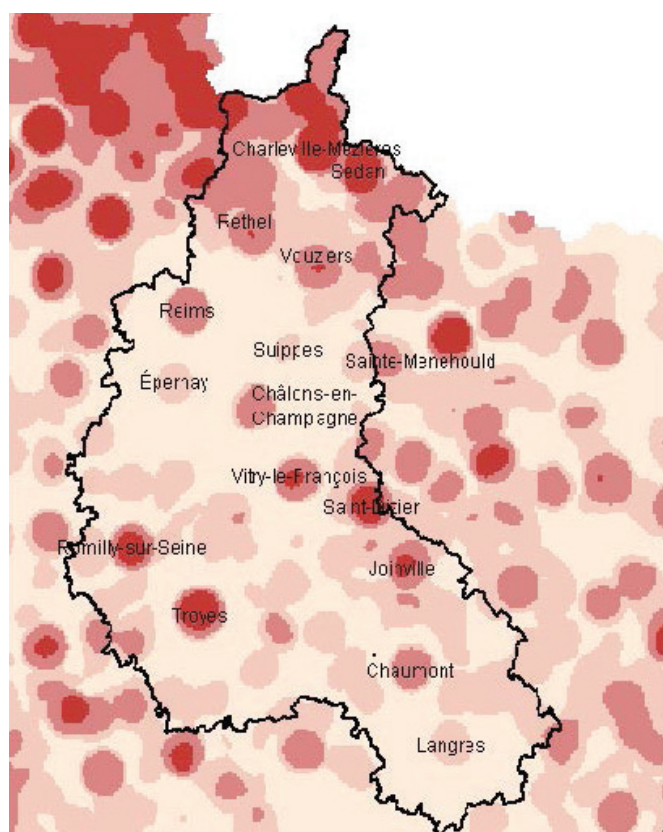 Charleville-Mézières
Sedan
Rethel
Vouzers
Reims
Suippes
Sainte-Menehould
Épernay
Châlons-en-
Champagne
Vitry-le-François
Saint-Dizier
Romilly-sur-Seine
Joinville
Troyes
Chaumont
Langres